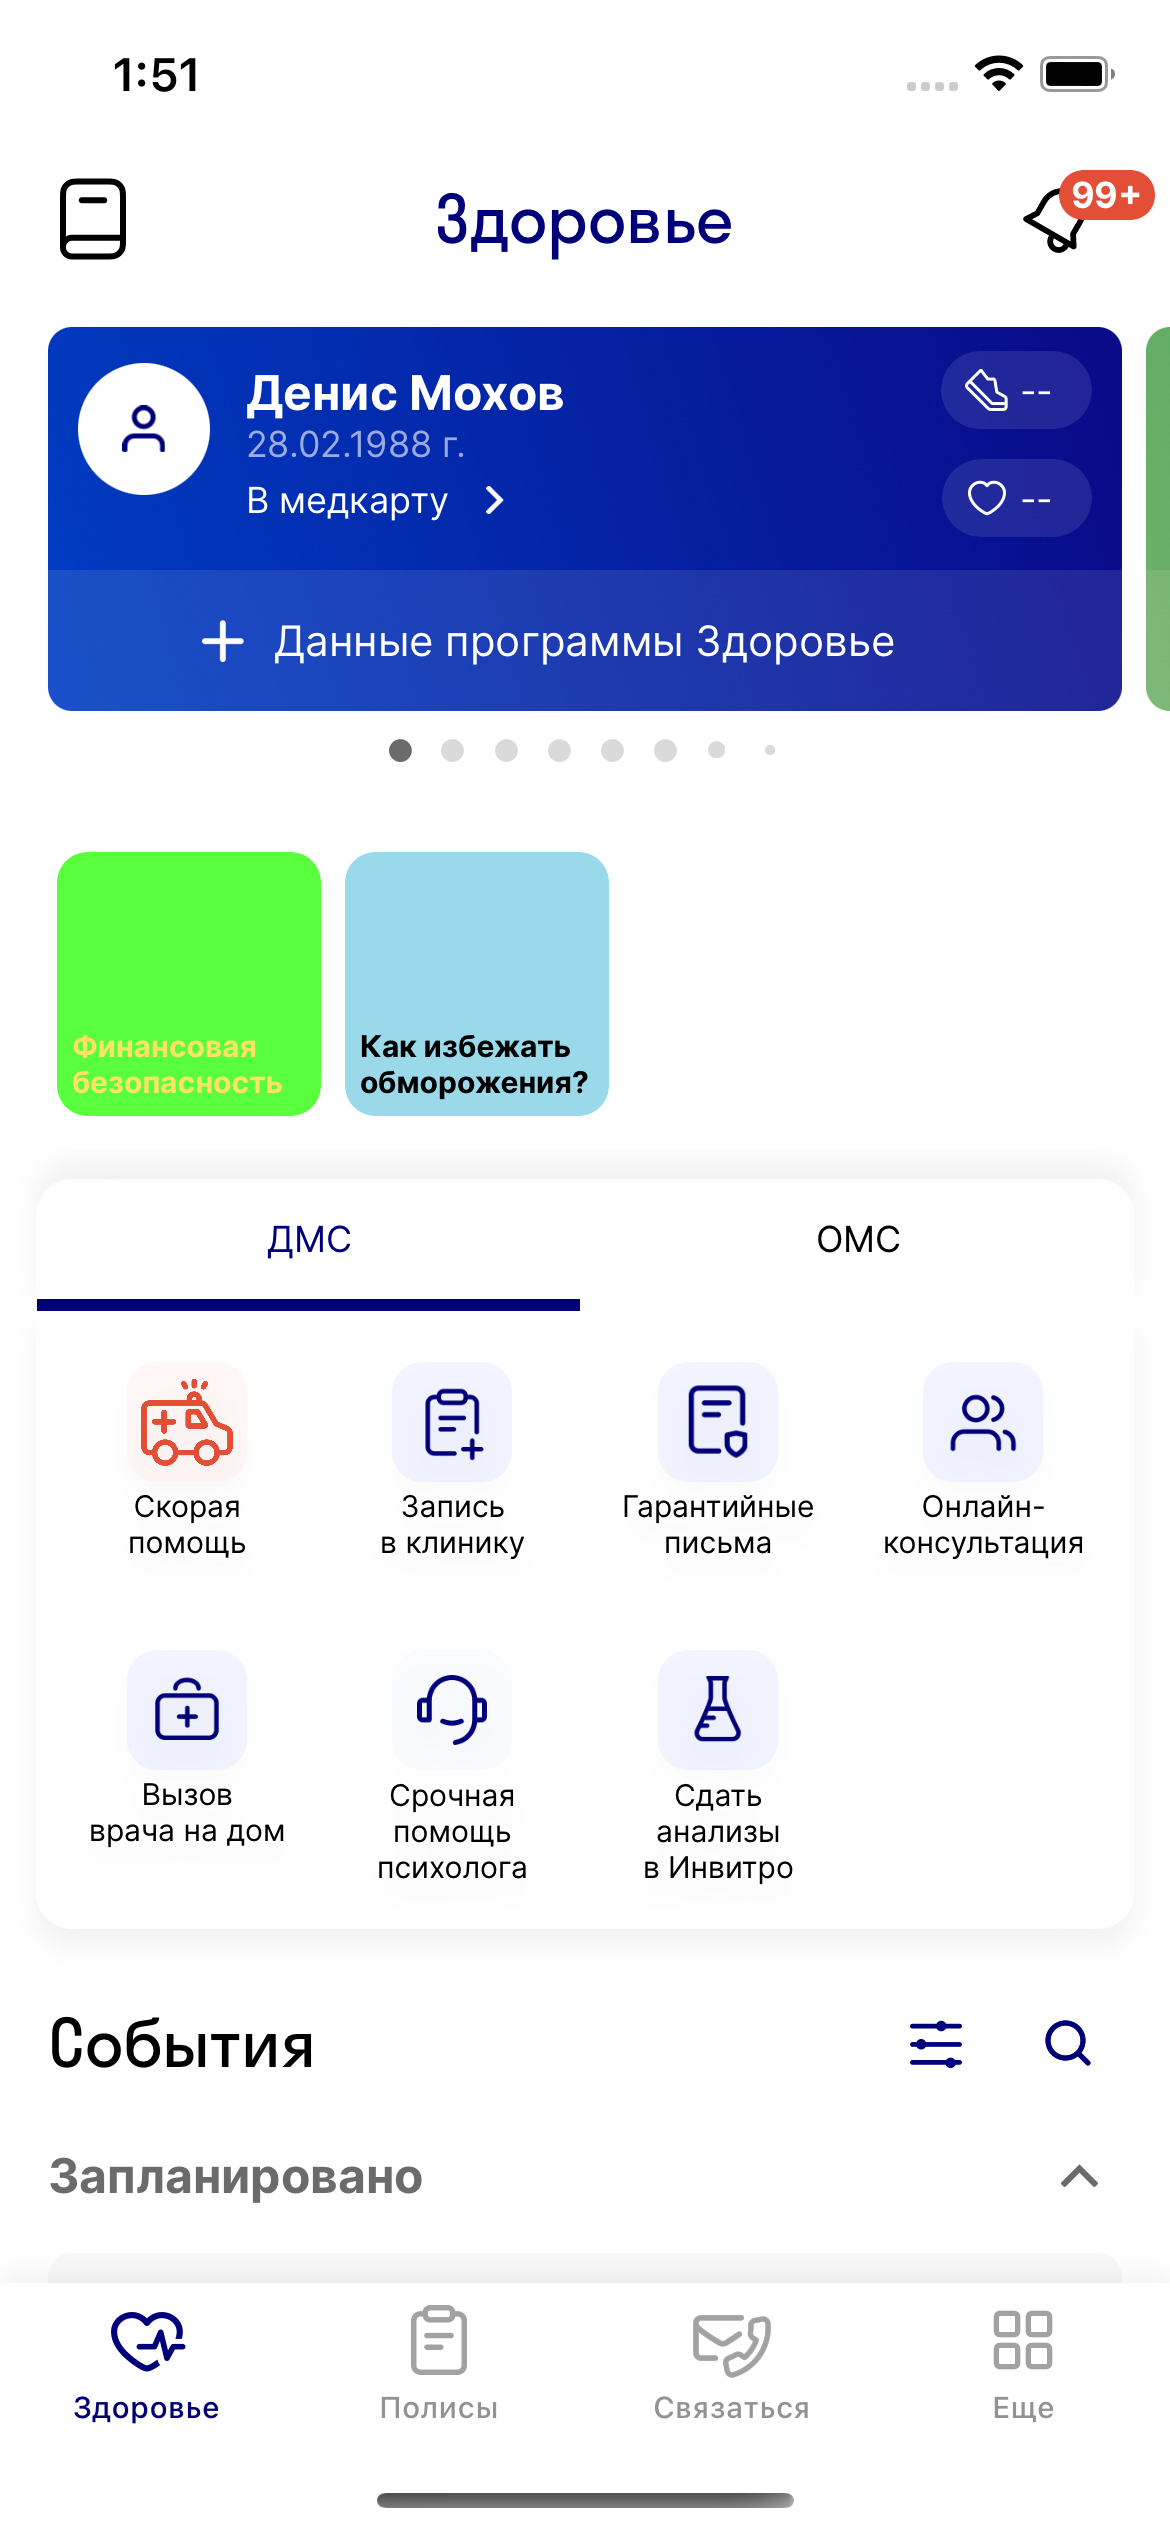 1:51
Здоровье
99+
Денис Мохов
28.02.1988 г.
В медкарту
--
--
Данные программы Здоровье
Финансовая
безопасность
Как избежать
обморожения?
ДМС
ОМС
Скорая
помощь
Запись
в клинику
Гарантийные
письма
Онлайн-
консультация
Вызов
врача на дом
Срочная
помощь
психолога
Сдать
анализы
в Инвитро
События
Запланировано
Здоровье
Полисы
Связаться
Еще